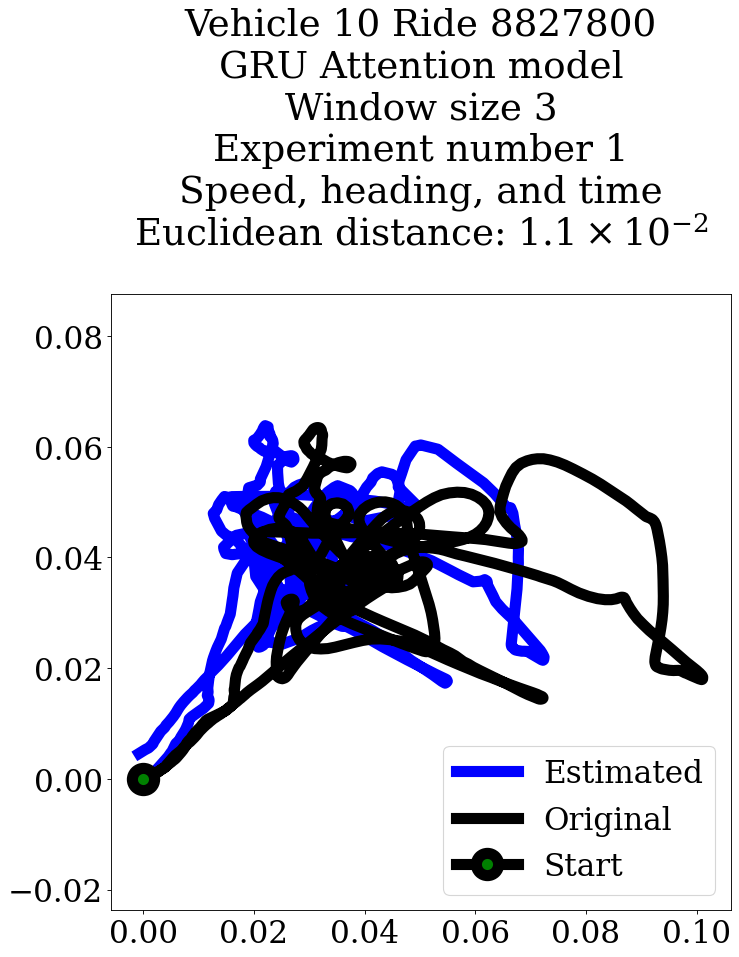 Vehicle 10 Ride 8827800
GRU Attention model
Window size 3
Experiment number 1
Speed, heading, and time
Euclidean distance: 1.1 × 10⁻²
0.08
0.06
0.04
0.02
0.00
−0.02
Estimated
Original
Start
0.00 0.02 0.04 0.06 0.08 0.10